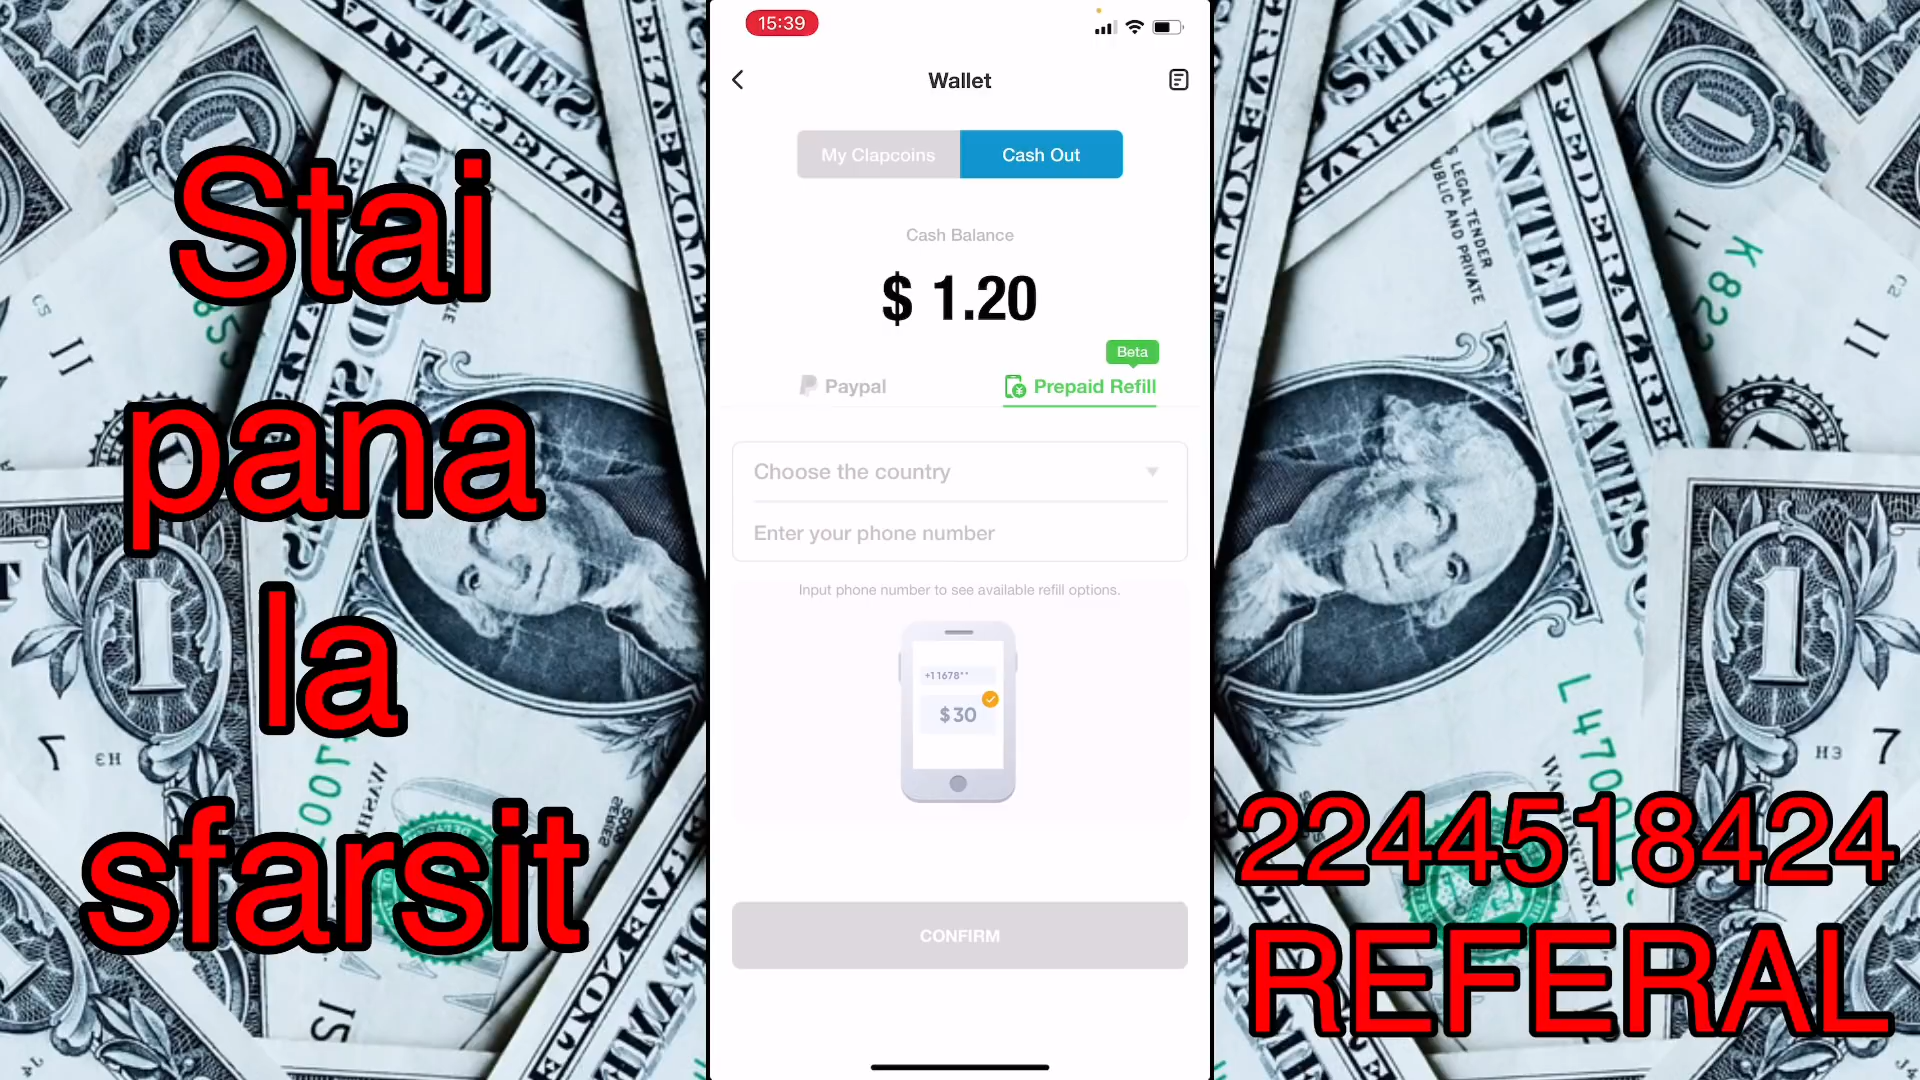 Stai
pana
la
sfarsit
15:39
Wallet
My Clapcoins
Cash Out
Cash Balance
$ 1.20
Beta
Paypal
Prepaid Refill
Choose the country
Enter your phone number
Input phone number to see available refill options.
+11678**
$30
CONFIRM
2244518424
REFERAL